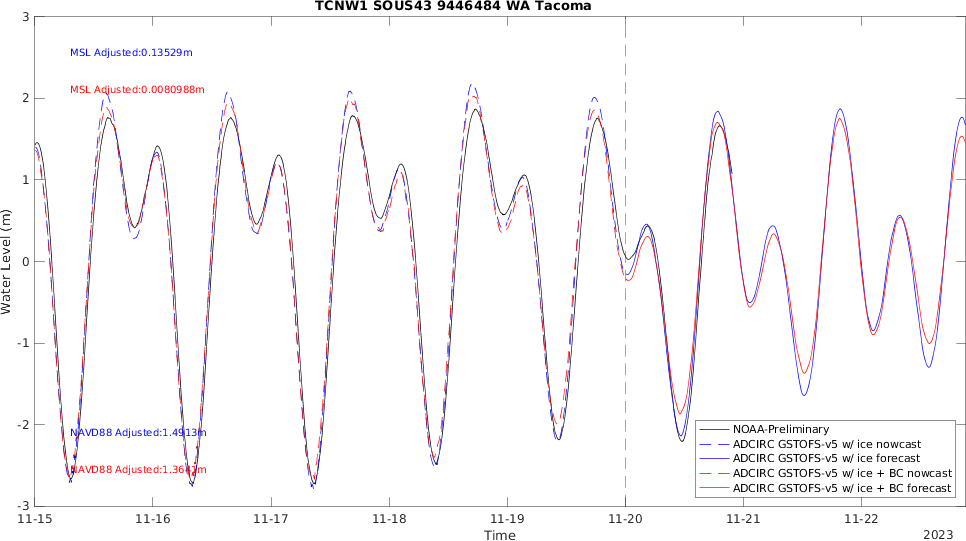 TCNW1 SOUS43 9446484 WA Tacoma
MSL Adjusted:0.13529m
MSL Adjusted:0.0080988m
NAVD88 Adjusted:1.4913m
NAVD88 Adjusted:1.3641m
Water Level (m)
3
2
1
0
-1
-2
-3
NOAA-Preliminary
ADCIRC GSTOFS-v5 w/ ice nowcast
ADCIRC GSTOFS-v5 w/ ice forecast
ADCIRC GSTOFS-v5 w/ ice + BC nowcast
ADCIRC GSTOFS-v5 w/ ice + BC forecast
11-15 11-16 11-17 11-18 11-19 11-20 11-21 11-22
Time
2023